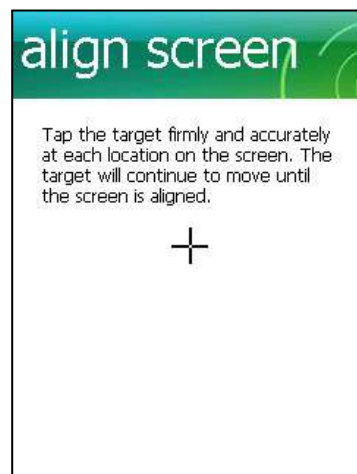 align screen
Tap the target firmly and accurately
at each location on the screen. The
target will continue to move until
the screen is aligned.